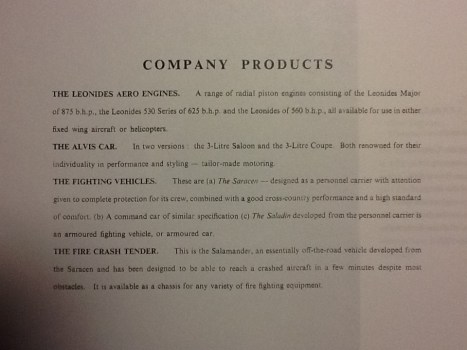 COMPANY PRODUCTS
THE LEONIDES AERO ENGINES. A range of radial piston engines consisting of the Leonides Major
of 875 b.h.p., the Leonides 530 Series of 625 b.h.p. and the Leonides of 560 b.h.p., all available for use in either
fixed wing aircraft or helicopters.
THE ALVIS CAR. In two versions : the 3-Litre Saloon and the 3-Litre Coupe. Both renowned for their
individuality in performance and styling — tailor-made motoring.
THE FIGHTING VEHICLES. These are (a) The Saracen — designed as a personnel carrier with attention
given to complete protection for its crew, combined with a good cross-country performance and a high standard
of comfort. (b) A command car of similar specification (c) The Saladin developed from the personnel carrier is
an armoured fighting vehicle, or armoured car.
THE FIRE CRASH TENDER. This is the Salamander, an essentially off-the-road vehicle developed from
the Saracen and has been designed to be able to reach a crashed aircraft in a few minutes despite most
obstacles. It is available as a chassis for any variety of fire fighting equipment.